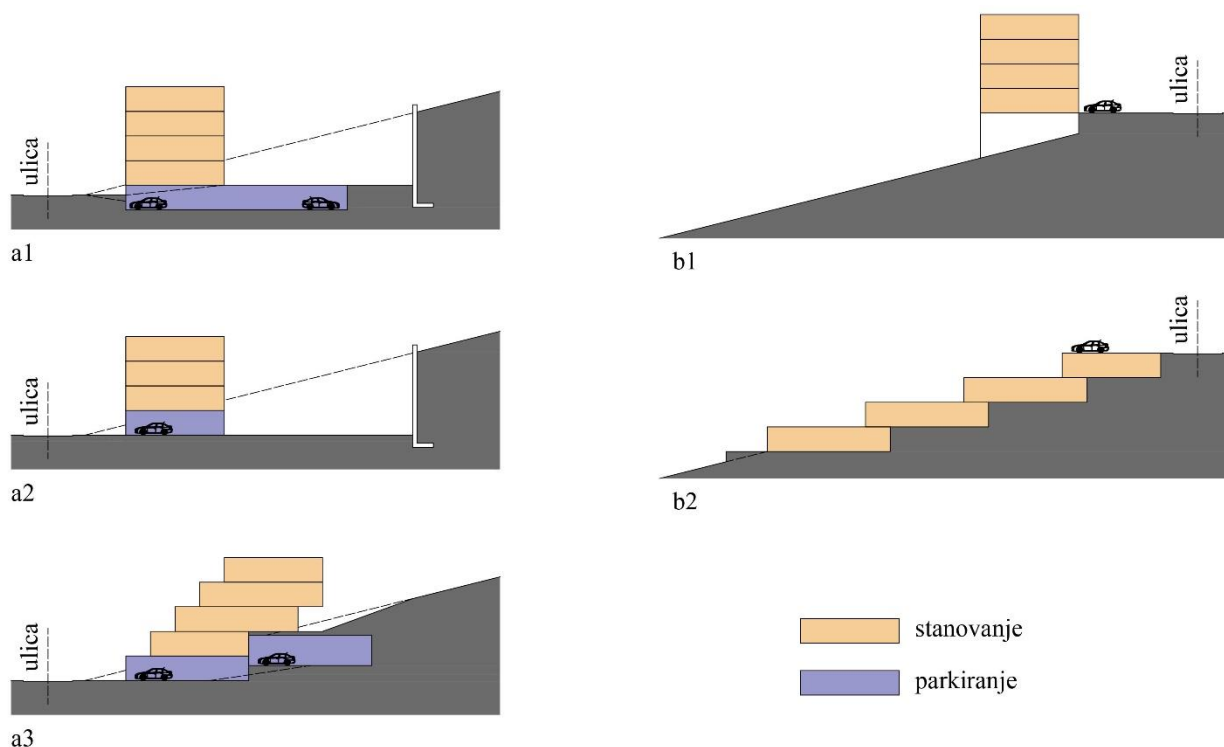 ulica
a1
ulica
b1
ulica
a2
ulica
b2
ulica
a3
stanovanje
parkiranje